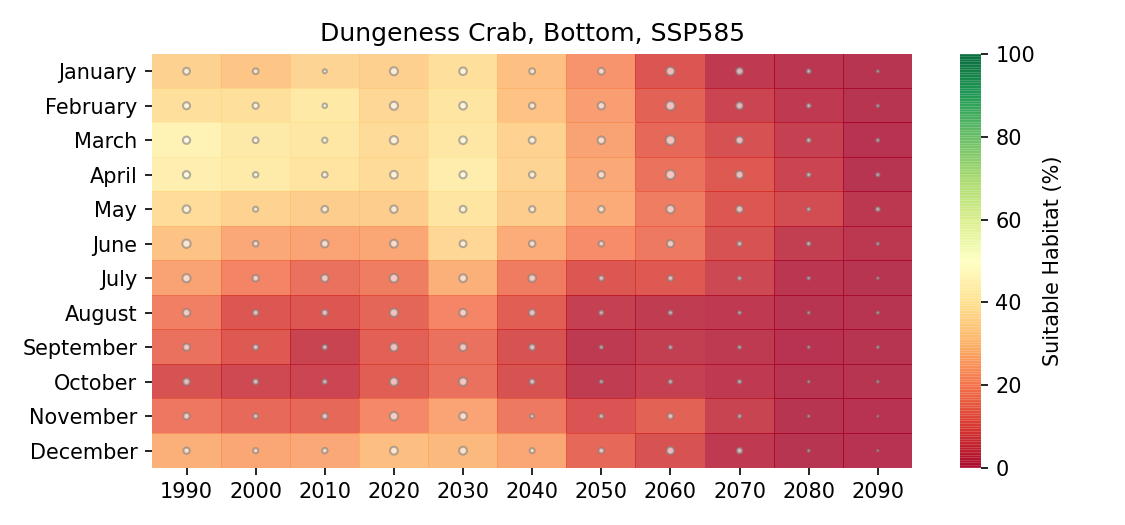 Dungeness Crab, Bottom, SSP585
January
February
March
April
May
June
July
August
September
October
November
December
1990 2000 2010 2020 2030 2040 2050 2060 2070 2080 2090
100
80
60
40
20
0
Suitable Habitat (%)